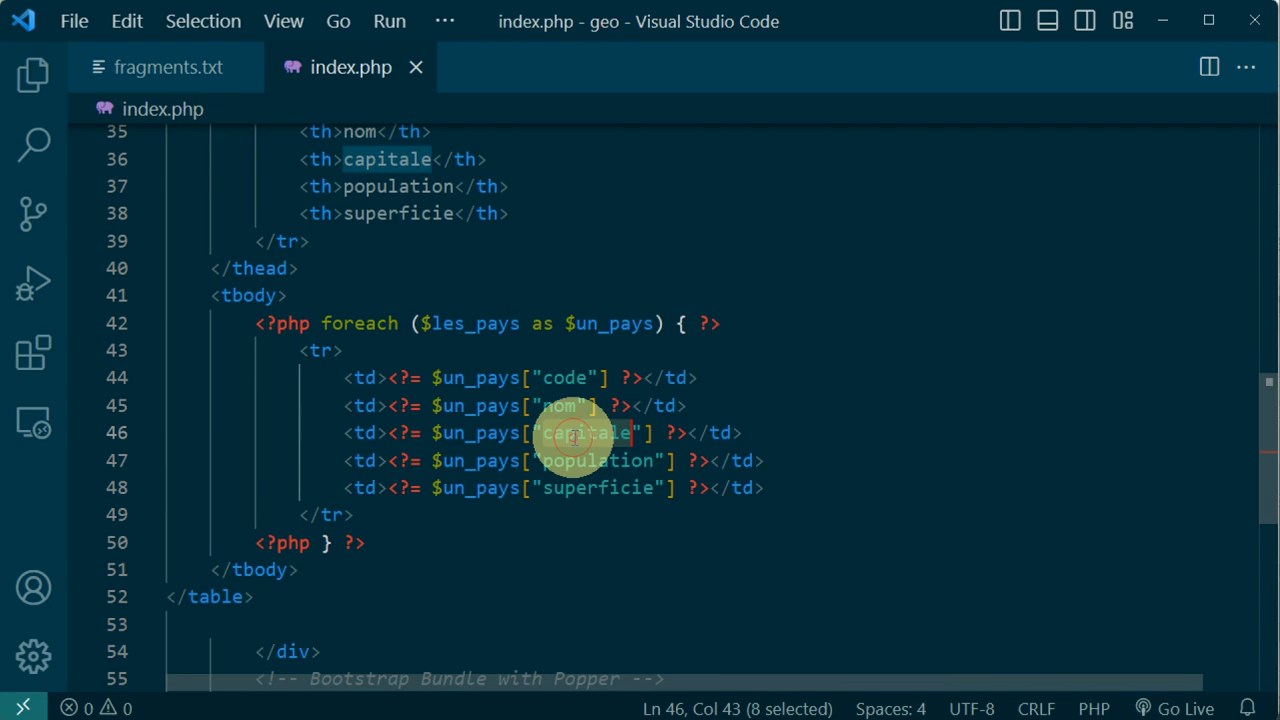 File Edit Selection View Go Run ··· index.php - geo - Visual Studio Code
fragments.txt index.php
index.php
35 <th>nom</th>
36 <th>capitale</th>
37 <th>population</th>
38 <th>superficie</th>
39 </tr>
40 </thead>
41 <tbody>
42 <?php foreach ($les_pays as $un_pays) { ?>
43 <tr>
44 <td><?= $un_pays["code"] ?></td>
45 <td><?= $un_pays["nom"] ?></td>
46 <td><?= $un_pays["capitale"] ?></td>
47 <td><?= $un_pays["population"] ?></td>
48 <td><?= $un_pays["superficie"] ?></td>
49 </tr>
50 <?php } ?>
51 </tbody>
52 </table>
53
54 </div>
55 <!-- Bootstrap Bundle with Popper -->
0 0 Ln 46, Col 43 (8 selected) Spaces: 4 UTF-8 CRLF PHP Go Live